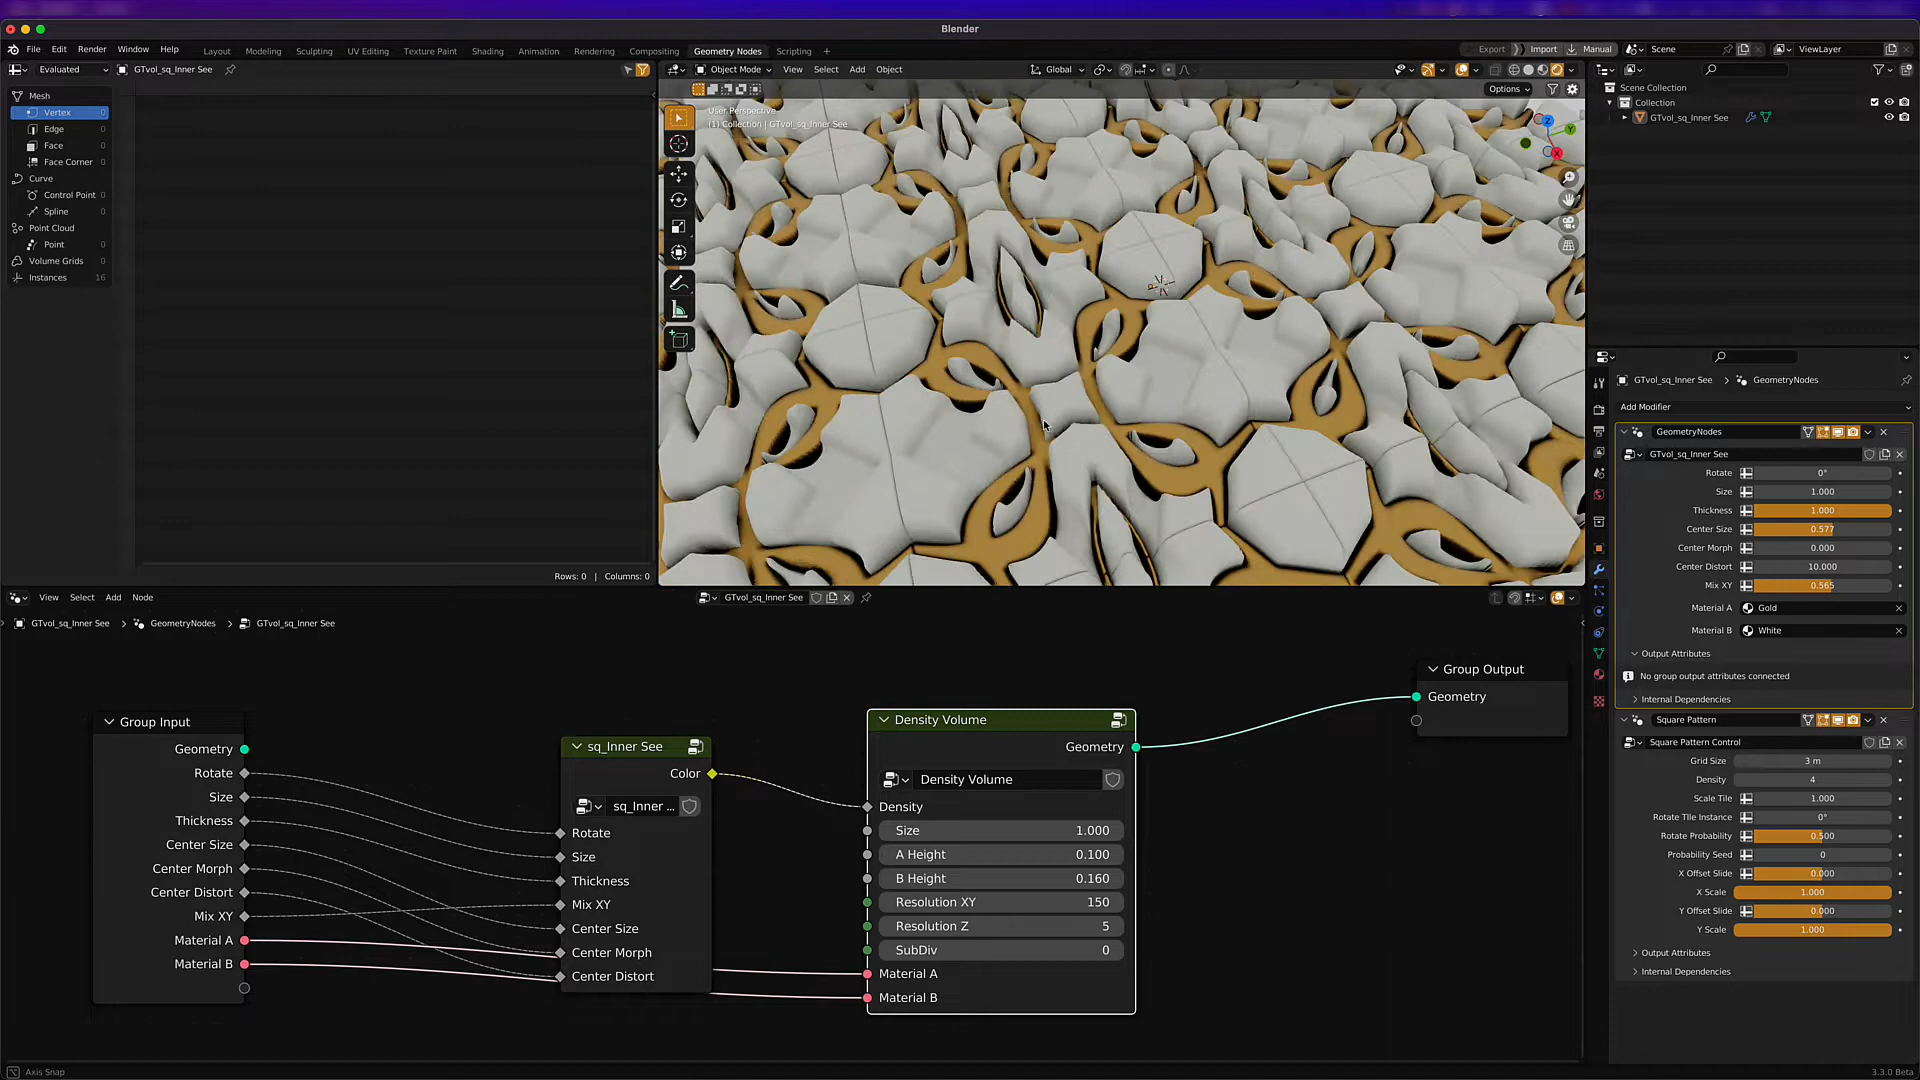 Blender
File Edit Render Window Help Layout Modeling Sculpting UV Editing Texture Paint Shading Animation Rendering Compositing Geometry Nodes Scripting + Export Import Manual Scene ViewLayer
Evaluated GTvol_sq_Inner See
Object Mode View Select Add Object Global
Options
Mesh
Vertex 0
Edge 0
Face 0
Face Corner 0
Curve
Control Point 0
Spline 0
Point Cloud
Point 0
Volume Grids 0
Instances 16
Rows: 0 | Columns: 0
User Perspective
(1) Collection | GTvol_sq_Inner See
Z
Y
X
Scene Collection
Collection
GTvol_sq_Inner See
GTvol_sq_Inner See > GeometryNodes
Add Modifier
GeometryNodes
GTvol_sq_Inner See
Rotate 0°
Size 1.000
Thickness 1.000
Center Size 0.577
Center Morph 0.000
Center Distort 10.000
Mix XY 0.565
Material A Gold
Material B White
Output Attributes
No group output attributes connected
Internal Dependencies
Square Pattern
Square Pattern Control
Grid Size 3 m
Density 4
Scale Tile 1.000
Rotate Tile Instance 0°
Rotate Probability 0.500
Probability Seed 0
X Offset Slide 0.000
X Scale 1.000
Y Offset Slide 0.000
Y Scale 1.000
Output Attributes
Internal Dependencies
View Select Add Node GTvol_sq_Inner See
GTvol_sq_Inner See > GeometryNodes > GTvol_sq_Inner See
Group Input
Geometry
Rotate
Size
Thickness
Center Size
Center Morph
Center Distort
Mix XY
Material A
Material B
sq_Inner See
Color
sq_Inner ...
Rotate
Size
Thickness
Mix XY
Center Size
Center Morph
Center Distort
Density Volume
Geometry
Density Volume
Density
Size 1.000
A Height 0.100
B Height 0.160
Resolution XY 150
Resolution Z 5
SubDiv 0
Material A
Material B
Group Output
Geometry
Axis Snap
3.3.0 Beta